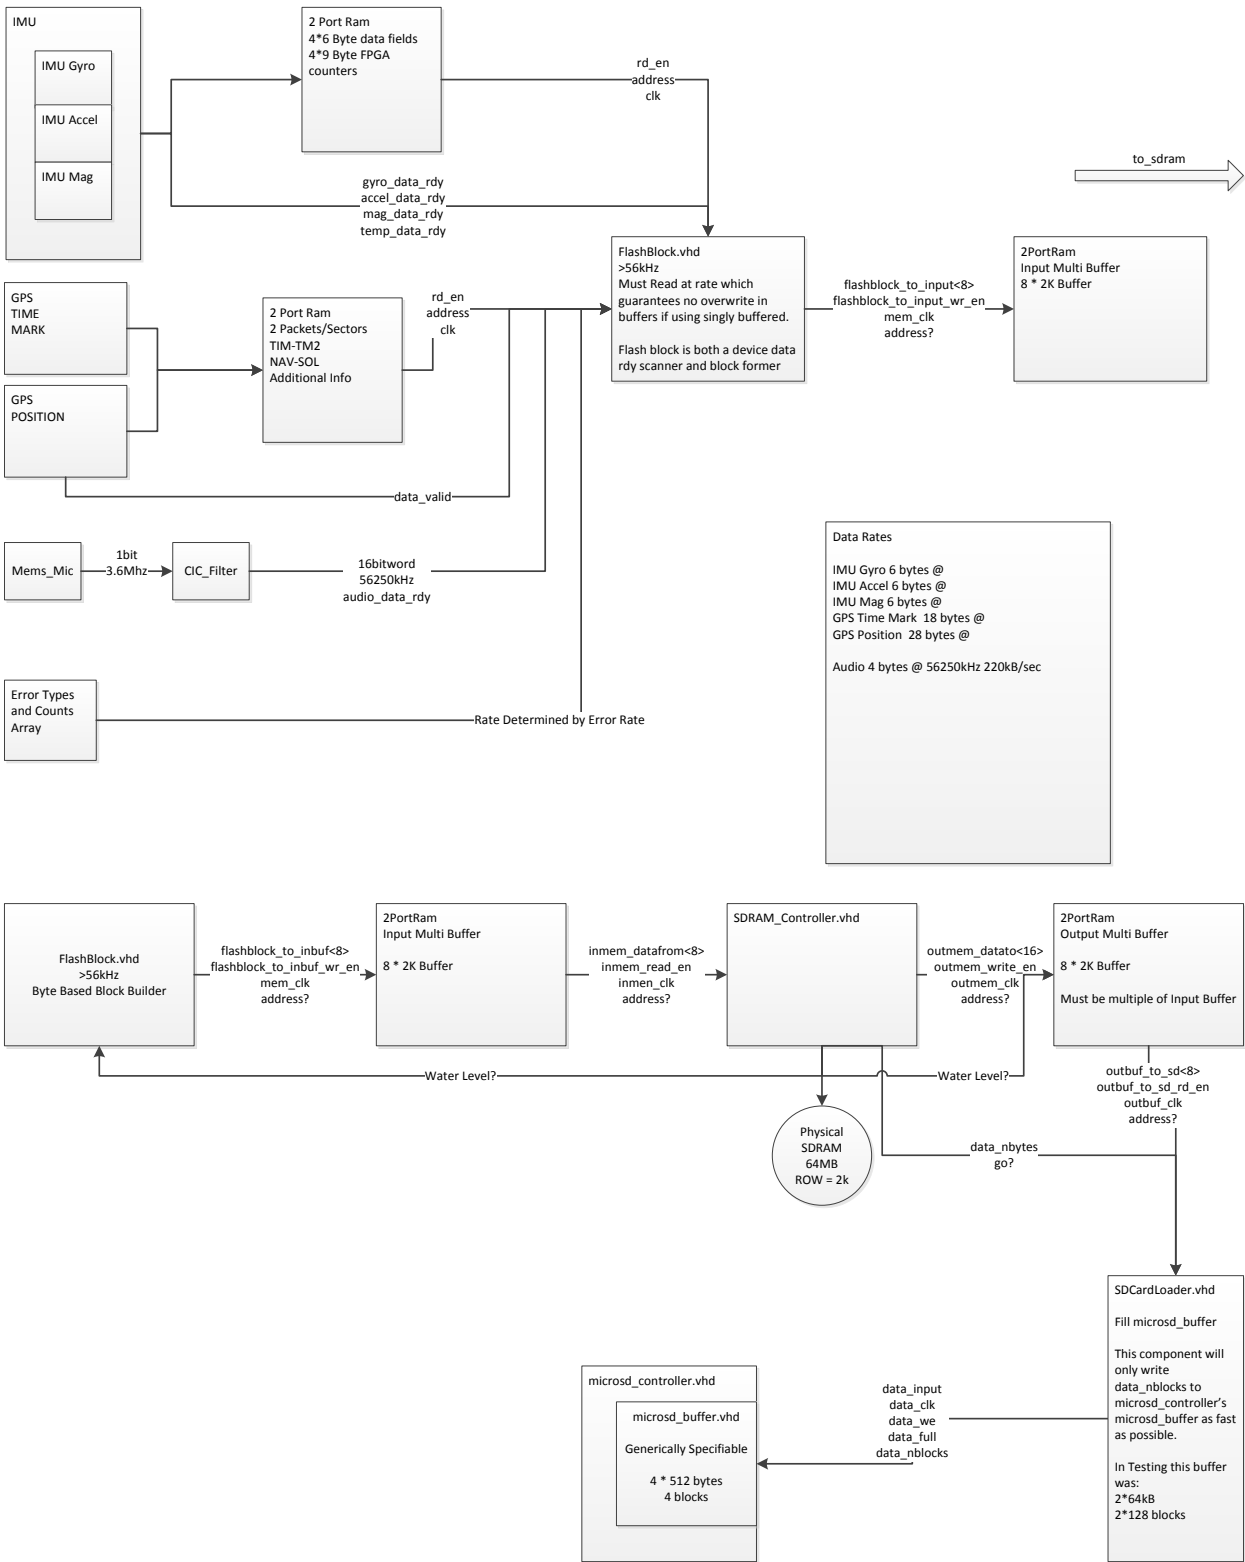 IMU
IMU Gyro
IMU Accel
IMU Mag
2 Port Ram
4*6 Byte data fields
4*9 Byte FPGA
counters
rd_en
address
clk
gyro_data_rdy
accel_data_rdy
mag_data_rdy
temp_data_rdy
to_sdram
GPS
TIME
MARK
GPS
POSITION
2 Port Ram
2 Packets/Sectors
TIM-TM2
NAV-SOL
Additional Info
rd_en
address
clk
data_valid
FlashBlock.vhd
>56kHz
Must Read at rate which
guarantees no overwrite in
buffers if using singly buffered.
Flash block is both a device data
rdy scanner and block former
flashblock_to_input<8>
flashblock_to_input_wr_en
mem_clk
address?
2PortRam
Input Multi Buffer
8 * 2K Buffer
Mems_Mic
1bit
3.6Mhz
CIC_Filter
16bitword
56250kHz
audio_data_rdy
Error Types
and Counts
Array
Rate Determined by Error Rate
Data Rates
IMU Gyro 6 bytes @
IMU Accel 6 bytes @
IMU Mag 6 bytes @
GPS Time Mark  18 bytes @
GPS Position  28 bytes @
Audio 4 bytes @ 56250kHz 220kB/sec
FlashBlock.vhd
>56kHz
Byte Based Block Builder
flashblock_to_inbuf<8>
flashblock_to_inbuf_wr_en
mem_clk
address?
2PortRam
Input Multi Buffer
8 * 2K Buffer
inmem_datafrom<8>
inmem_read_en
inmen_clk
address?
SDRAM_Controller.vhd
outmem_datato<16>
outmem_write_en
outmem_clk
address?
2PortRam
Output Multi Buffer
8 * 2K Buffer
Must be multiple of Input Buffer
Water Level?
Water Level?
Physical
SDRAM
64MB
ROW = 2k
data_nbytes
go?
outbuf_to_sd<8>
outbuf_to_sd_rd_en
outbuf_clk
address?
SDCardLoader.vhd
Fill microsd_buffer
This component will
only write
data_nblocks to
microsd_controller's
microsd_buffer as fast
as possible.
In Testing this buffer
was:
2*64kB
2*128 blocks
data_input
data_clk
data_we
data_full
data_nblocks
microsd_controller.vhd
microsd_buffer.vhd
Generically Specifiable
4 * 512 bytes
4 blocks